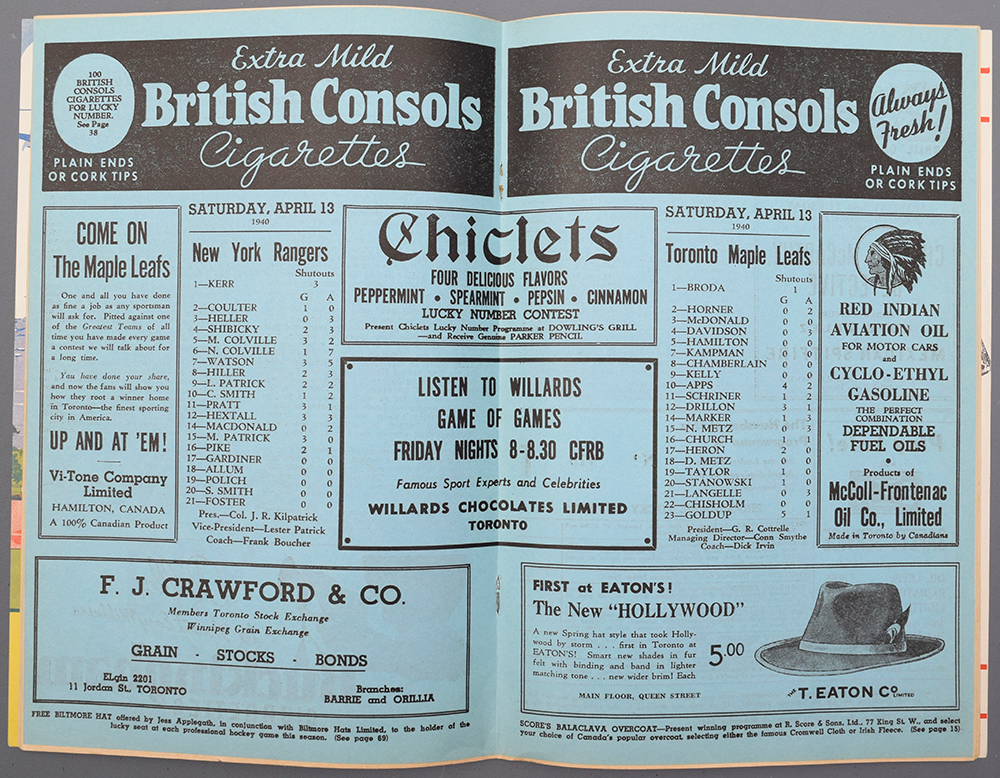 100
BRITISH
CONSOLS
CIGARETTES
FOR LUCKY
NUMBER.
See Page
38
PLAIN ENDS
OR CORK TIPS
Extra Mild
British Consols
Cigarettes
Extra Mild
British Consols
Cigarettes
Always
Fresh!
PLAIN ENDS
OR CORK TIPS
COME ON
The Maple Leafs
One and all you have done
as fine a job as any sportsman
will ask for. Pitted against one
of the Greatest Teams of all
time you have made every game
a contest we will talk about for
a long time.
You have done your share,
and now the fans will show you
how they root a winner home
in Toronto—the finest sporting
city in America.
UP AND AT 'EM!
Vi-Tone Company
Limited
HAMILTON, CANADA
A 100% Canadian Product
SATURDAY, APRIL 13
1940
New York Rangers
Shutouts
1—KERR 3
G A
2—COULTER 1 0
3—HELLER 0 3
4—SHIBICKY 2 3
5—M. COLVILLE 3 2
6—N. COLVILLE 1 7
7—WATSON 3 5
8—HILLER 2 3
9—L. PATRICK 2 2
10—C. SMITH 1 2
11—PRATT 3 1
12—HEXTALL 3 3
14—MACDONALD 0 2
15—M. PATRICK 3 0
16—PIKE 2 1
17—GARDINER 0 0
18—ALLUM 0 0
19—POLICH 0 0
20—S. SMITH 0 0
21—FOSTER 0 0
Pres.—Col. J. R. Kilpatrick
Vice-President—Lester Patrick
Coach—Frank Boucher
Chiclets
FOUR DELICIOUS FLAVORS
PEPPERMINT • SPEARMINT • PEPSIN • CINNAMON
LUCKY NUMBER CONTEST
Present Chiclets Lucky Number Programme at DOWLING'S GRILL
—and Receive Genuine PARKER PENCIL
LISTEN TO WILLARDS
GAME OF GAMES
FRIDAY NIGHTS 8-8.30 CFRB
Famous Sport Experts and Celebrities
WILLARDS CHOCOLATES LIMITED
TORONTO
SATURDAY, APRIL 13
1940
Toronto Maple Leafs
Shutouts
1—BRODA 1
G A
2—HORNER 0 2
3—McDONALD 0 0
4—DAVIDSON 0 3
5—HAMILTON 0 0
7—KAMPMAN 0 0
8—CHAMBERLAIN 0 0
9—KELLY 0 0
10—APPS 4 2
11—SCHRINER 1 2
12—DRILLON 3 1
14—MARKER 1 3
15—N. METZ 0 3
16—CHURCH 1
17—HERON 2 0
18—D. METZ 0 0
19—TAYLOR 0 0
20—STANOWSKI 1 0
21—LANGELLE 0 3
22—CHISHOLM 0 0
23—GOLDUP 5 1
President—G. R. Cottrelle
Managing Director—Conn Smythe
Coach—Dick Irvin
RED INDIAN
AVIATION OIL
FOR MOTOR CARS
and
CYCLO-ETHYL
GASOLINE
THE PERFECT
COMBINATION
DEPENDABLE
FUEL OILS
•
Products of
McColl-Frontenac
Oil Co., Limited
Made in Toronto by Canadians
F. J. CRAWFORD & CO.
Members Toronto Stock Exchange
Winnipeg Grain Exchange
GRAIN - STOCKS - BONDS
ELgin 2201
11 Jordan St. TORONTO
Branches:
BARRIE and ORILLIA
FIRST at EATON'S!
The New "HOLLYWOOD"
A new Spring hat style that took Holly-
wood by storm . . . first in Toronto at
EATON'S! Smart new shades in fur
felt with binding and band in lighter
matching tone . . . new wider brim! Each
5.00
MAIN FLOOR, QUEEN STREET
THE T. EATON CO LIMITED
FREE BILTMORE HAT offered by Jess Applegath, in conjunction with Biltmore Hats Limited, to the holder of the
lucky seat at each professional hockey game this season. (See page 69)
SCORE'S BALACLAVA OVERCOAT—Present winning programme at R. Score & Sons, Ltd., 77 King St. W., and select
your choice of Canada's popular overcoat, selecting either the famous Cromwell Cloth or Irish Fleece. (See page 15)